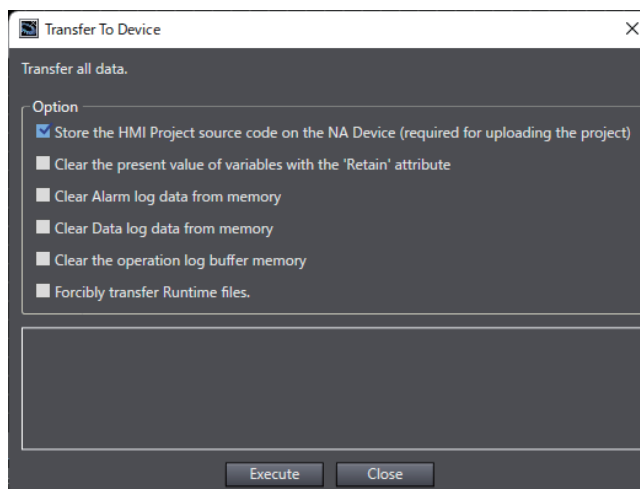 Transfer To Device
Transfer all data.
Option
Store the HMI Project source code on the NA Device (required for uploading the project)
Clear the present value of variables with the 'Retain' attribute
Clear Alarm log data from memory
Clear Data log data from memory
Clear the operation log buffer memory
Forcibly transfer Runtime files.
Execute Close